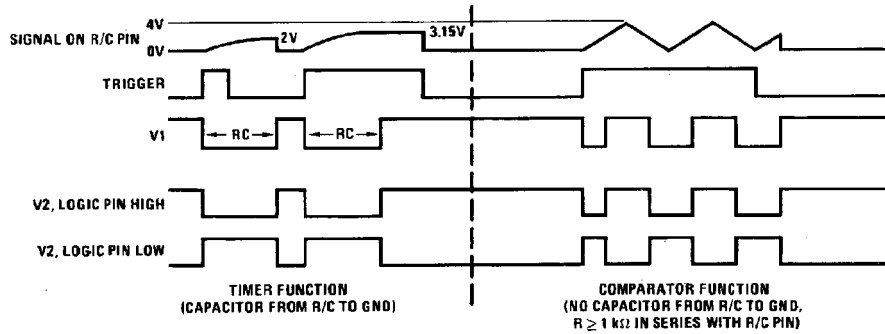 4V
SIGNAL ON R/C PIN
0V
2V
3.15V
TRIGGER
V1
RC
RC
V2, LOGIC PIN HIGH
V2, LOGIC PIN LOW
TIMER FUNCTION
(CAPACITOR FROM R/C TO GND)
COMPARATOR FUNCTION
(NO CAPACITOR FROM R/C TO GND,
R ≥ 1 kΩ IN SERIES WITH R/C PIN)